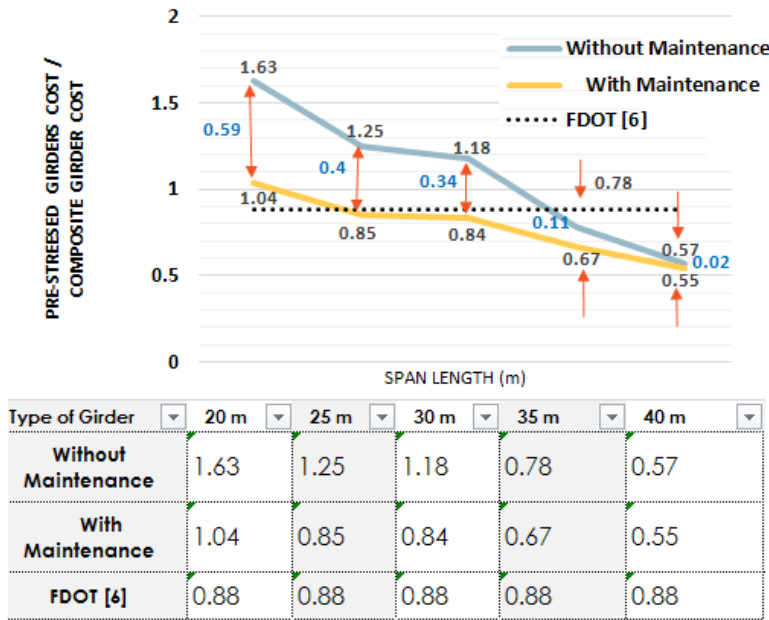 2
1.5
1
0.5
0
PRE-STREESED GIRDERS COST /
COMPOSITE GIRDER COST
Without Maintenance
With Maintenance
FDOT [6]
1.63
0.59
1.04
1.25
0.4
0.85
1.18
0.34
0.84
0.78
0.11
0.67
0.57
0.02
0.55
SPAN LENGTH (m)
Type of Girder 20 m 25 m 30 m 35 m 40 m
Without
Maintenance
1.63 1.25 1.18 0.78 0.57
With
Maintenance
1.04 0.85 0.84 0.67 0.55
FDOT [6] 0.88 0.88 0.88 0.88 0.88